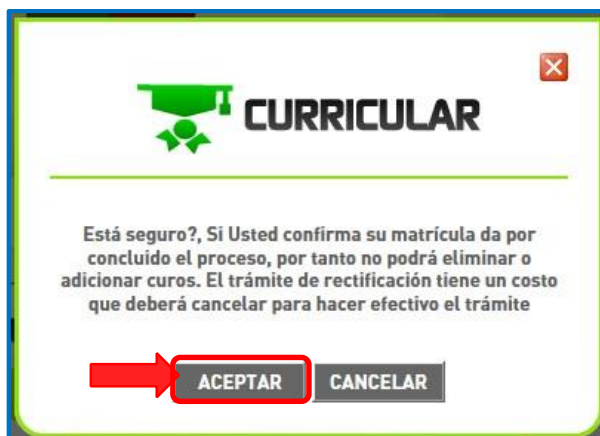 CURRICULAR
Está seguro?, Si Usted confirma su matrícula da por
concluido el proceso, por tanto no podrá eliminar o
adicionar curos. El trámite de rectificación tiene un costo
que deberá cancelar para hacer efectivo el trámite
ACEPTAR CANCELAR